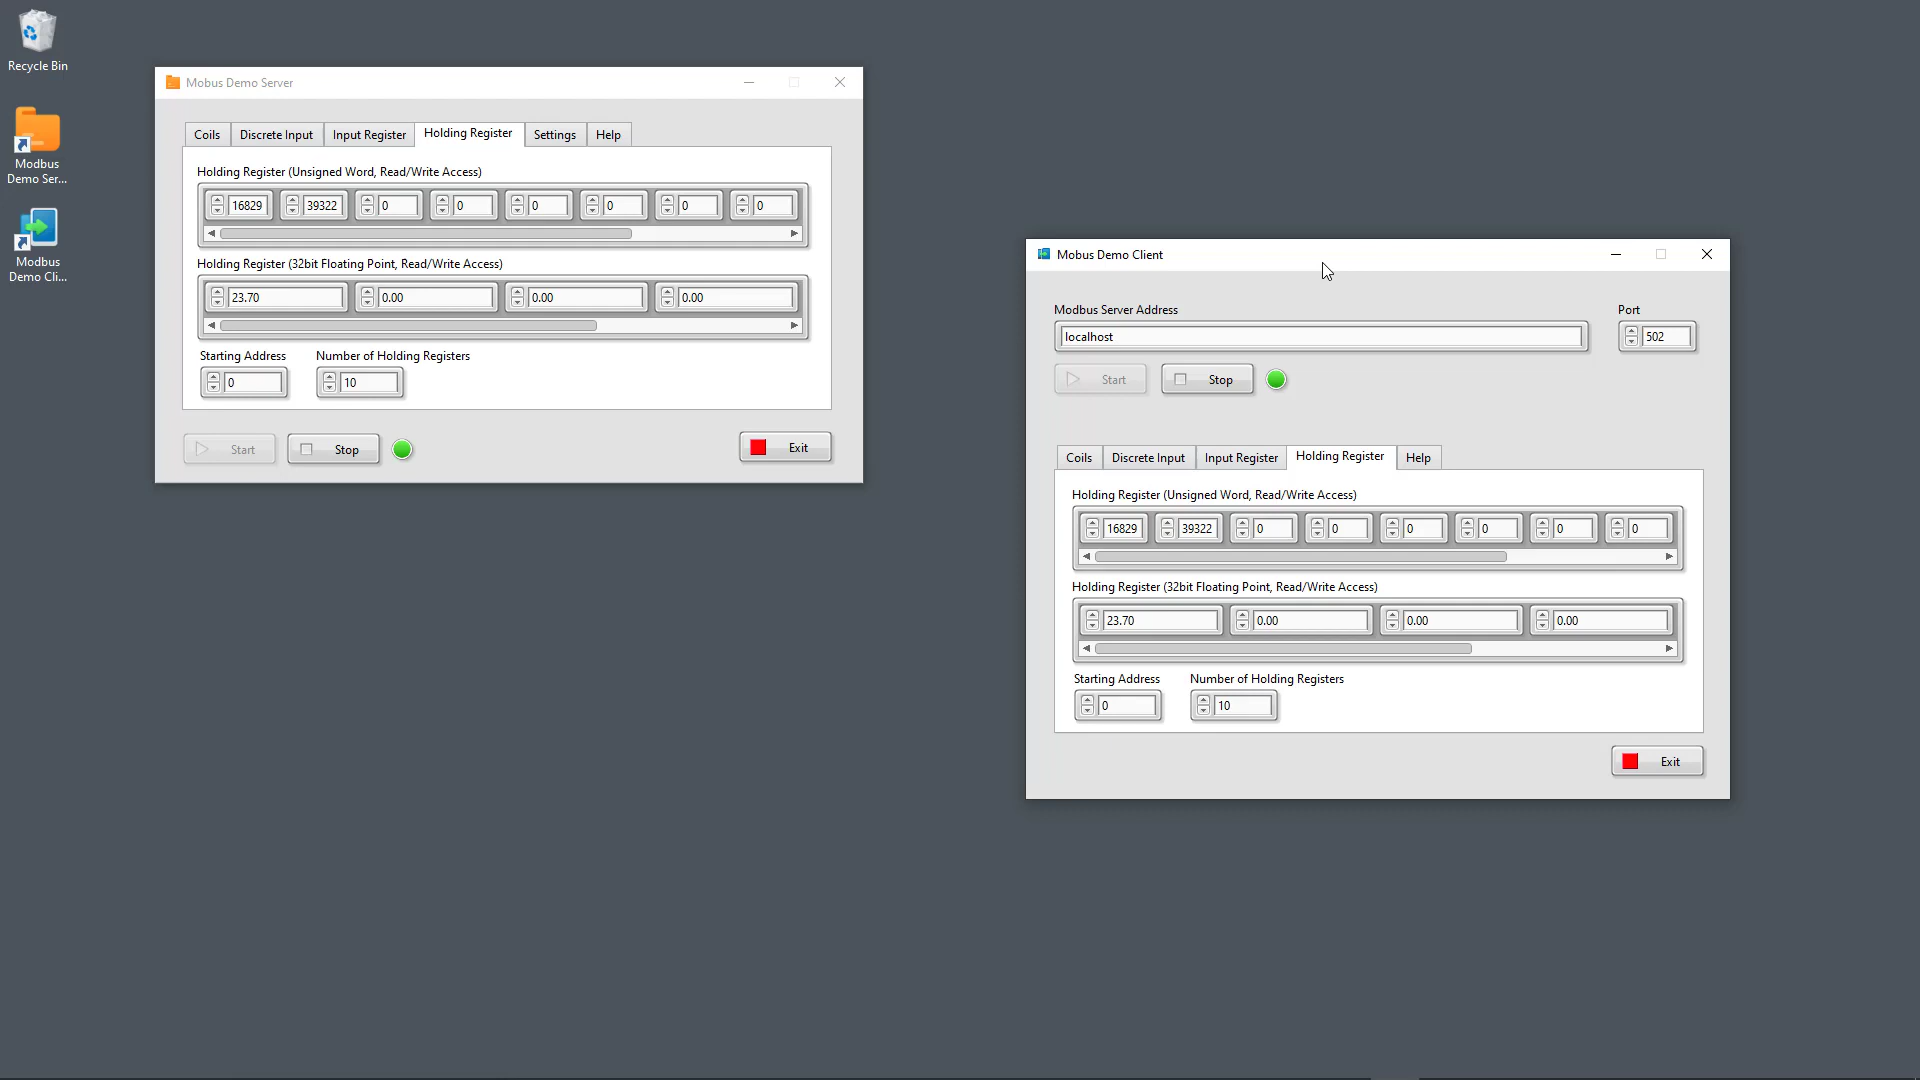 Recycle Bin
Modbus
Demo Ser...
Modbus
Demo Cli...
Mobus Demo Server
Coils Discrete Input Input Register Holding Register Settings Help
Holding Register (Unsigned Word, Read/Write Access)
16829 39322 0 0 0 0 0 0
Holding Register (32bit Floating Point, Read/Write Access)
23.70 0.00 0.00 0.00
Starting Address Number of Holding Registers
0 10
Start Stop Exit
Mobus Demo Client
Modbus Server Address Port
localhost 502
Start Stop
Coils Discrete Input Input Register Holding Register Help
Holding Register (Unsigned Word, Read/Write Access)
16829 39322 0 0 0 0 0 0
Holding Register (32bit Floating Point, Read/Write Access)
23.70 0.00 0.00 0.00
Starting Address Number of Holding Registers
0 10
Exit